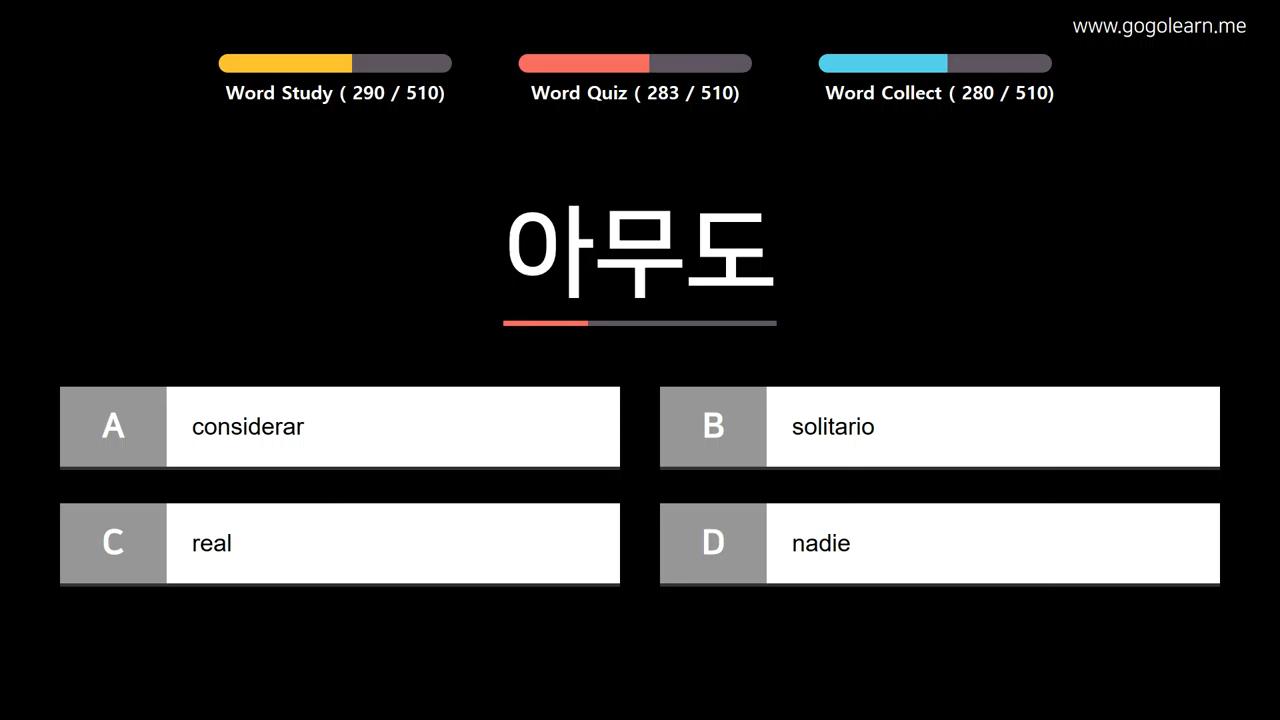 www.gogolearn.me
Word Study ( 290 / 510)
Word Quiz ( 283 / 510)
Word Collect ( 280 / 510)
아무도
A considerar
B solitario
C real
D nadie